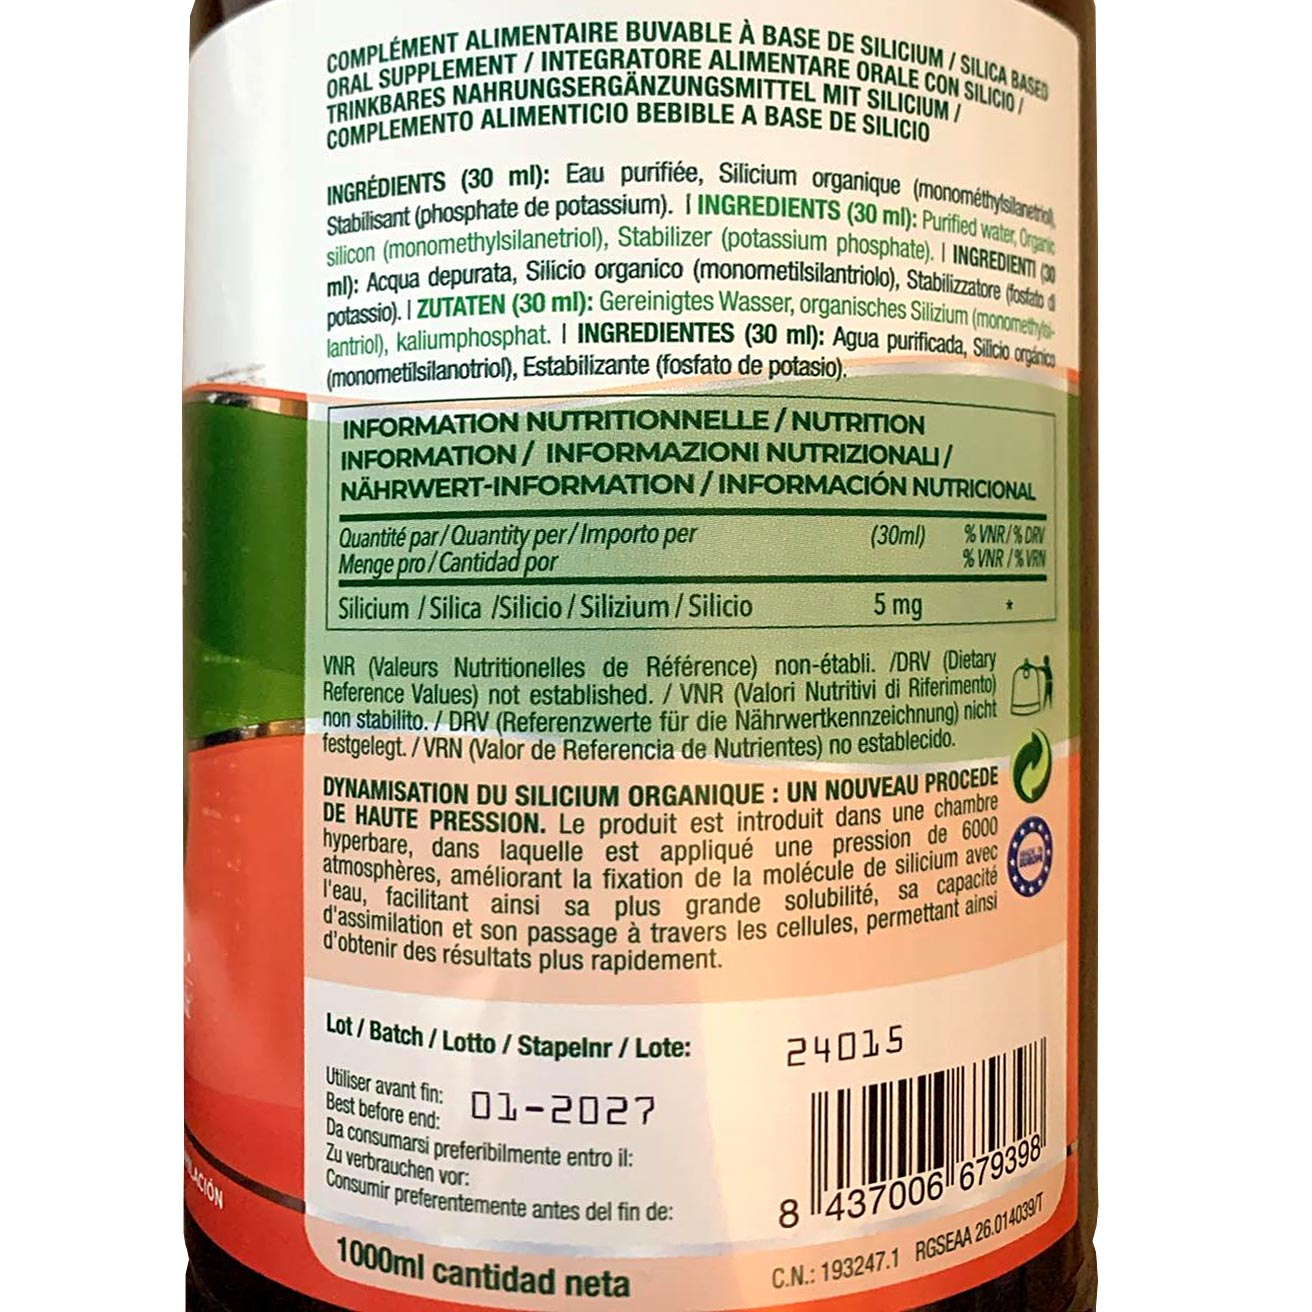 COMPLÉMENT ALIMENTAIRE BUVABLE À BASE DE SILICIUM / SILICA BASED
ORAL SUPPLEMENT / INTEGRATORE ALIMENTARE ORALE CON SILICIO /
TRINKBARES NAHRUNGSERGÄNZUNGSMITTEL MIT SILICIUM /
COMPLEMENTO ALIMENTICIO BEBIBLE A BASE DE SILICIO
INGRÉDIENTS (30 ml): Eau purifiée, Silicium organique (monométhylsilanetriol),
Stabilisant (phosphate de potassium). | INGREDIENTS (30 ml): Purified water, Organic
silicon (monomethylsilanetriol), Stabilizer (potassium phosphate). | INGREDIENTI (30
ml): Acqua depurata, Silicio organico (monometilsilantriolo), Stabilizzatore (fosfato di
potassio). | ZUTATEN (30 ml): Gereinigtes Wasser, organisches Silizium (monomethylsi-
lantriol), kaliumphosphat. | INGREDIENTES (30 ml): Agua purificada, Silicio orgánico
(monometilsilanotriol), Estabilizante (fosfato de potasio).
INFORMATION NUTRITIONNELLE / NUTRITION
INFORMATION / INFORMAZIONI NUTRIZIONALI /
NÄHRWERT-INFORMATION / INFORMACIÓN NUTRICIONAL
Quantité par / Quantity per / Importo per (30ml) % VNR / % DRV
Menge pro / Cantidad por % VNR / % VRN
Silicium / Silica /Silicio / Silizium / Silicio 5 mg *
VNR (Valeurs Nutritionelles de Référence) non-établi. /DRV (Dietary
Reference Values) not established. / VNR (Valori Nutritivi di Riferimento)
non stabilito. / DRV (Referenzwerte für die Nährwertkennzeichnung) nicht
festgelegt. / VRN (Valor de Referencia de Nutrientes) no establecido.
DYNAMISATION DU SILICIUM ORGANIQUE : UN NOUVEAU PROCEDE
DE HAUTE PRESSION. Le produit est introduit dans une chambre
hyperbare, dans laquelle est appliqué une pression de 6000
atmosphères, améliorant la fixation de la molécule de silicium avec
l'eau, facilitant ainsi sa plus grande solubilité, sa capacité
d'assimilation et son passage à travers les cellules, permettant ainsi
d'obtenir des résultats plus rapidement.
MADE IN
EUROPE
Lot / Batch / Lotto / Stapelnr / Lote: 24015
Utiliser avant fin: 01-2027
Best before end:
Da consumarsi preferibilmente entro il:
Zu verbrauchen vor:
Consumir preferentemente antes del fin de:
8 437006 679398
1000ml cantidad neta
C.N.: 193247.1 RGSEAA 26.014039/T